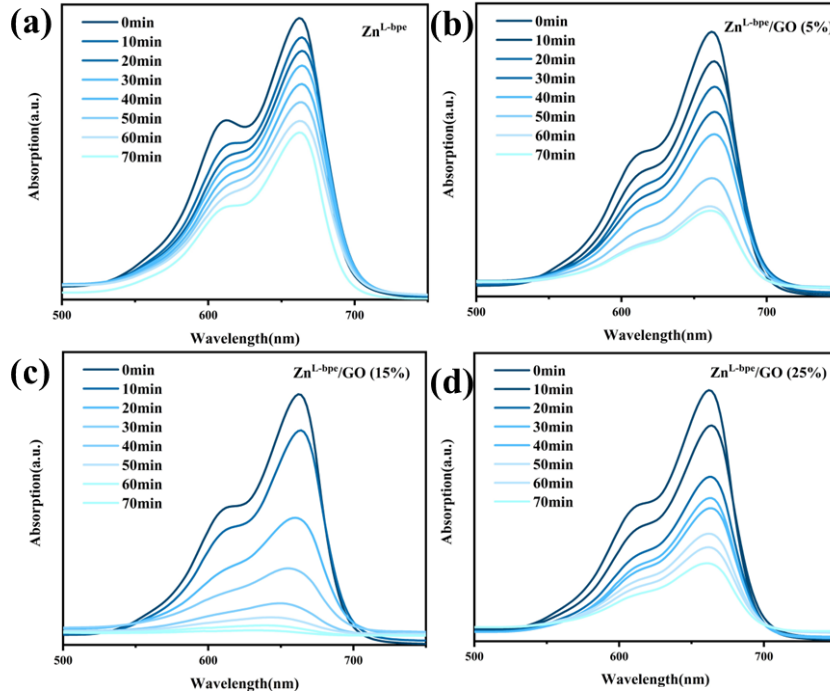 (a)
Zn^L-bpe
0min
10min
20min
30min
40min
50min
60min
70min
Absorption(a.u.)
500
600
700
Wavelength(nm)
(b)
Zn^L-bpe/GO (5%)
0min
10min
20min
30min
40min
50min
60min
70min
Absorption(a.u.)
500
600
700
Wavelength(nm)
(c)
Zn^L-bpe/GO (15%)
0min
10min
20min
30min
40min
50min
60min
70min
Absorption(a.u.)
500
600
700
Wavelength(nm)
(d)
Zn^L-bpe/GO (25%)
0min
10min
20min
30min
40min
50min
60min
70min
Absorption(a.u.)
500
600
700
Wavelength(nm)